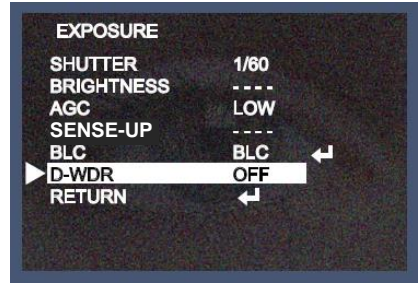 EXPOSURE
SHUTTER 1/60
BRIGHTNESS ----
AGC LOW
SENSE-UP ----
BLC BLC ↵
D-WDR OFF
RETURN ↵